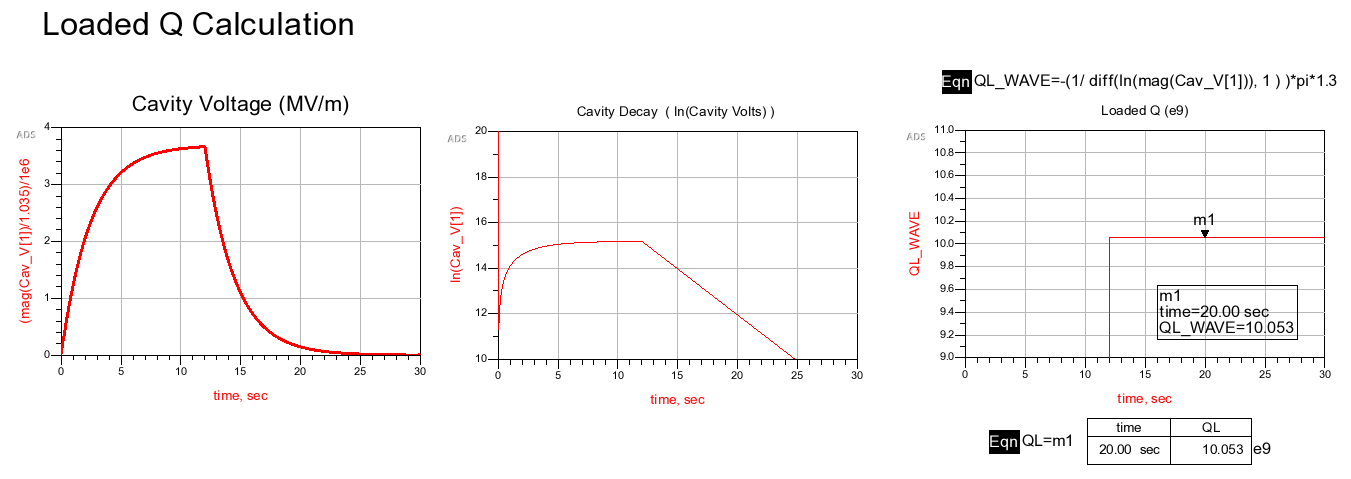 Loaded Q Calculation
Eqn QL_WAVE=-(1/ diff(ln(mag(Cav_V[1])), 1 ) )*pi*1.3
Cavity Voltage (MV/m)
ADS
(mag(Cav_V[1])/1.035)/1e6
4
3
2
1
0
0 5 10 15 20 25 30
time, sec
Cavity Decay ( ln(Cavity Volts) )
ADS
ln(Cav_V[1])
20
18
16
14
12
10
0 5 10 15 20 25 30
time, sec
Loaded Q (e9)
ADS
QL_WAVE
11.0
10.8
10.6
10.4
10.2
10.0
9.8
9.6
9.4
9.2
9.0
m1
m1
time=20.00 sec
QL_WAVE=10.053
0 5 10 15 20 25 30
time, sec
Eqn QL=m1
time QL
20.00 sec 10.053 e9